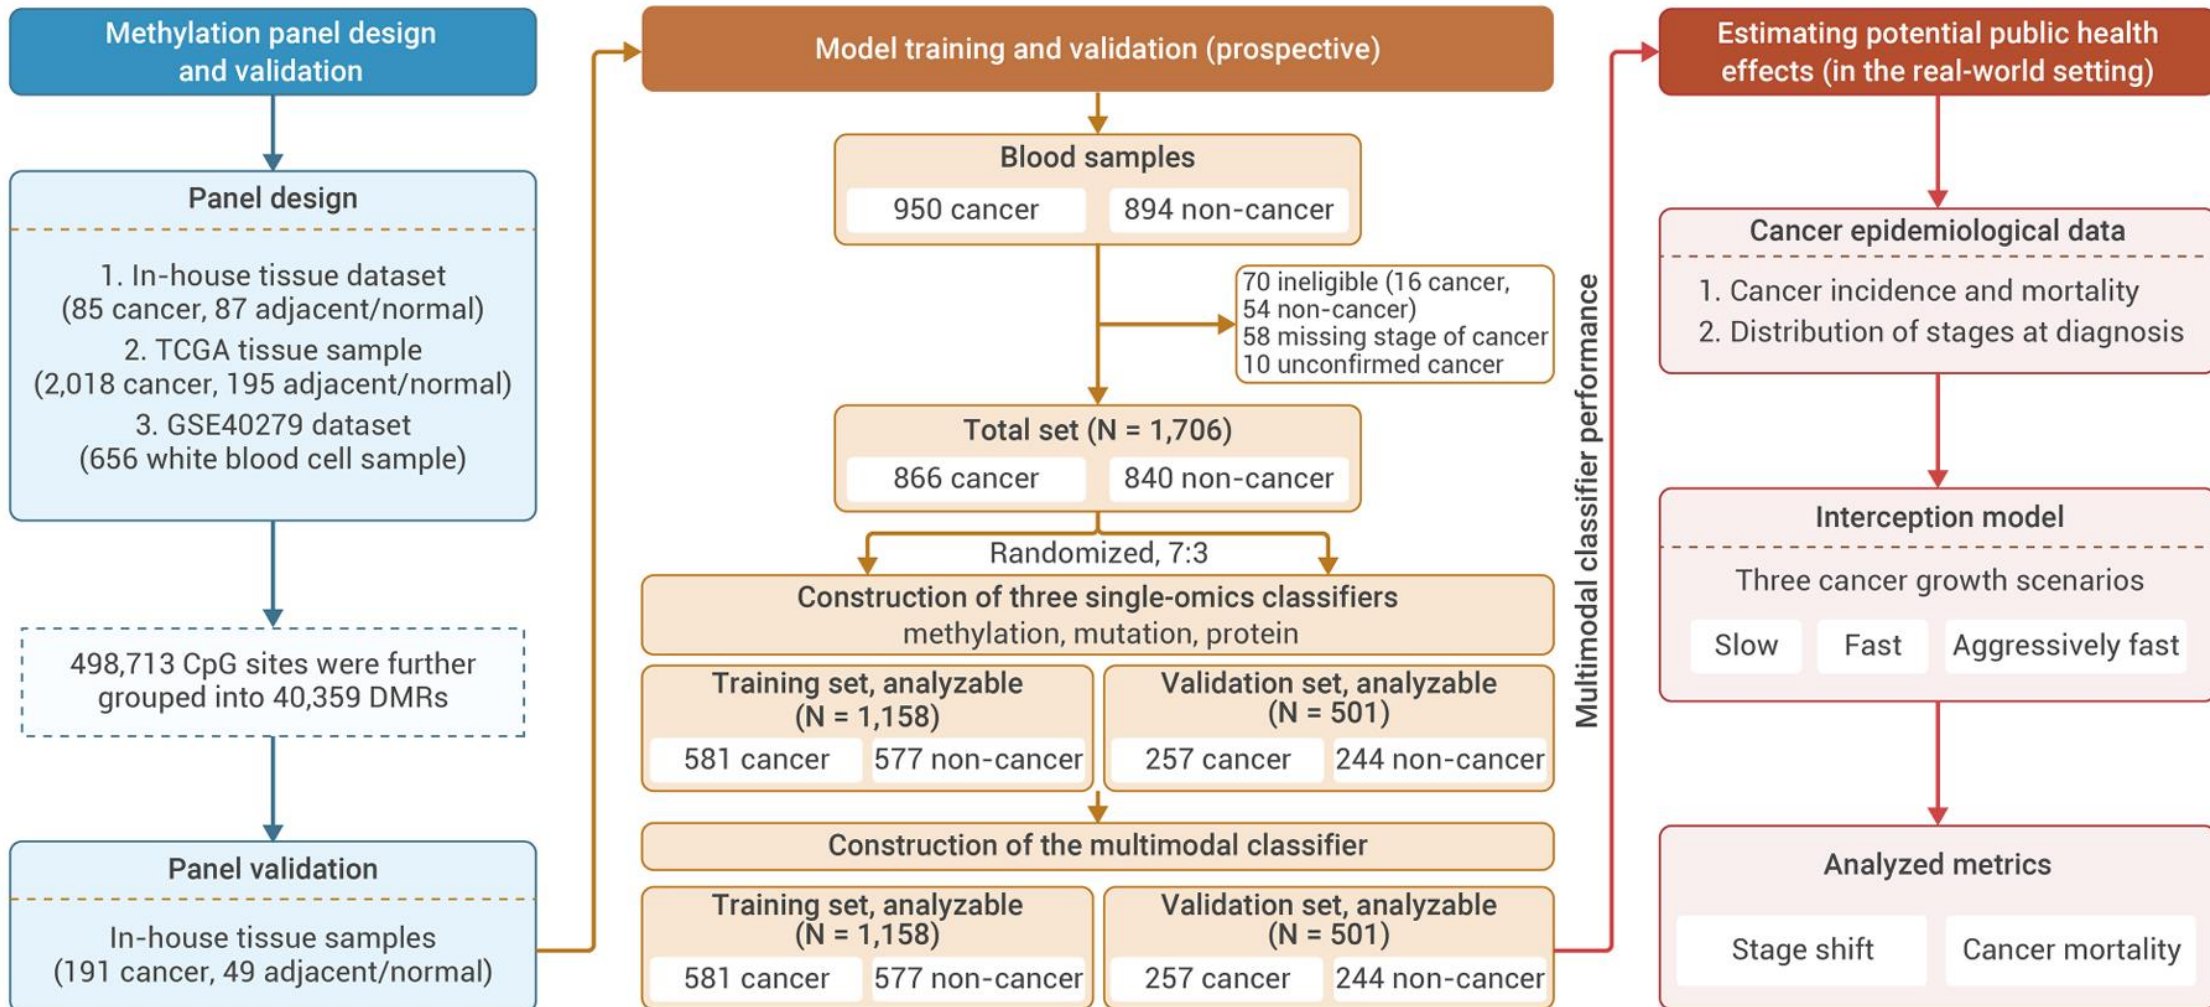 Methylation panel design
and validation
Panel design
1. In-house tissue dataset
(85 cancer, 87 adjacent/normal)
2. TCGA tissue sample
(2,018 cancer, 195 adjacent/normal)
3. GSE40279 dataset
(656 white blood cell sample)
498,713 CpG sites were further
grouped into 40,359 DMRs
Panel validation
In-house tissue samples
(191 cancer, 49 adjacent/normal)
Model training and validation (prospective)
Blood samples
950 cancer
894 non-cancer
70 ineligible (16 cancer,
54 non-cancer)
58 missing stage of cancer
10 unconfirmed cancer
Total set (N = 1,706)
866 cancer
840 non-cancer
Randomized, 7:3
Construction of three single-omics classifiers
methylation, mutation, protein
Training set, analyzable
(N = 1,158)
581 cancer
577 non-cancer
Validation set, analyzable
(N = 501)
257 cancer
244 non-cancer
Construction of the multimodal classifier
Training set, analyzable
(N = 1,158)
581 cancer
577 non-cancer
Validation set, analyzable
(N = 501)
257 cancer
244 non-cancer
Multimodal classifier performance
Estimating potential public health
effects (in the real-world setting)
Cancer epidemiological data
1. Cancer incidence and mortality
2. Distribution of stages at diagnosis
Interception model
Three cancer growth scenarios
Slow
Fast
Aggressively fast
Analyzed metrics
Stage shift
Cancer mortality